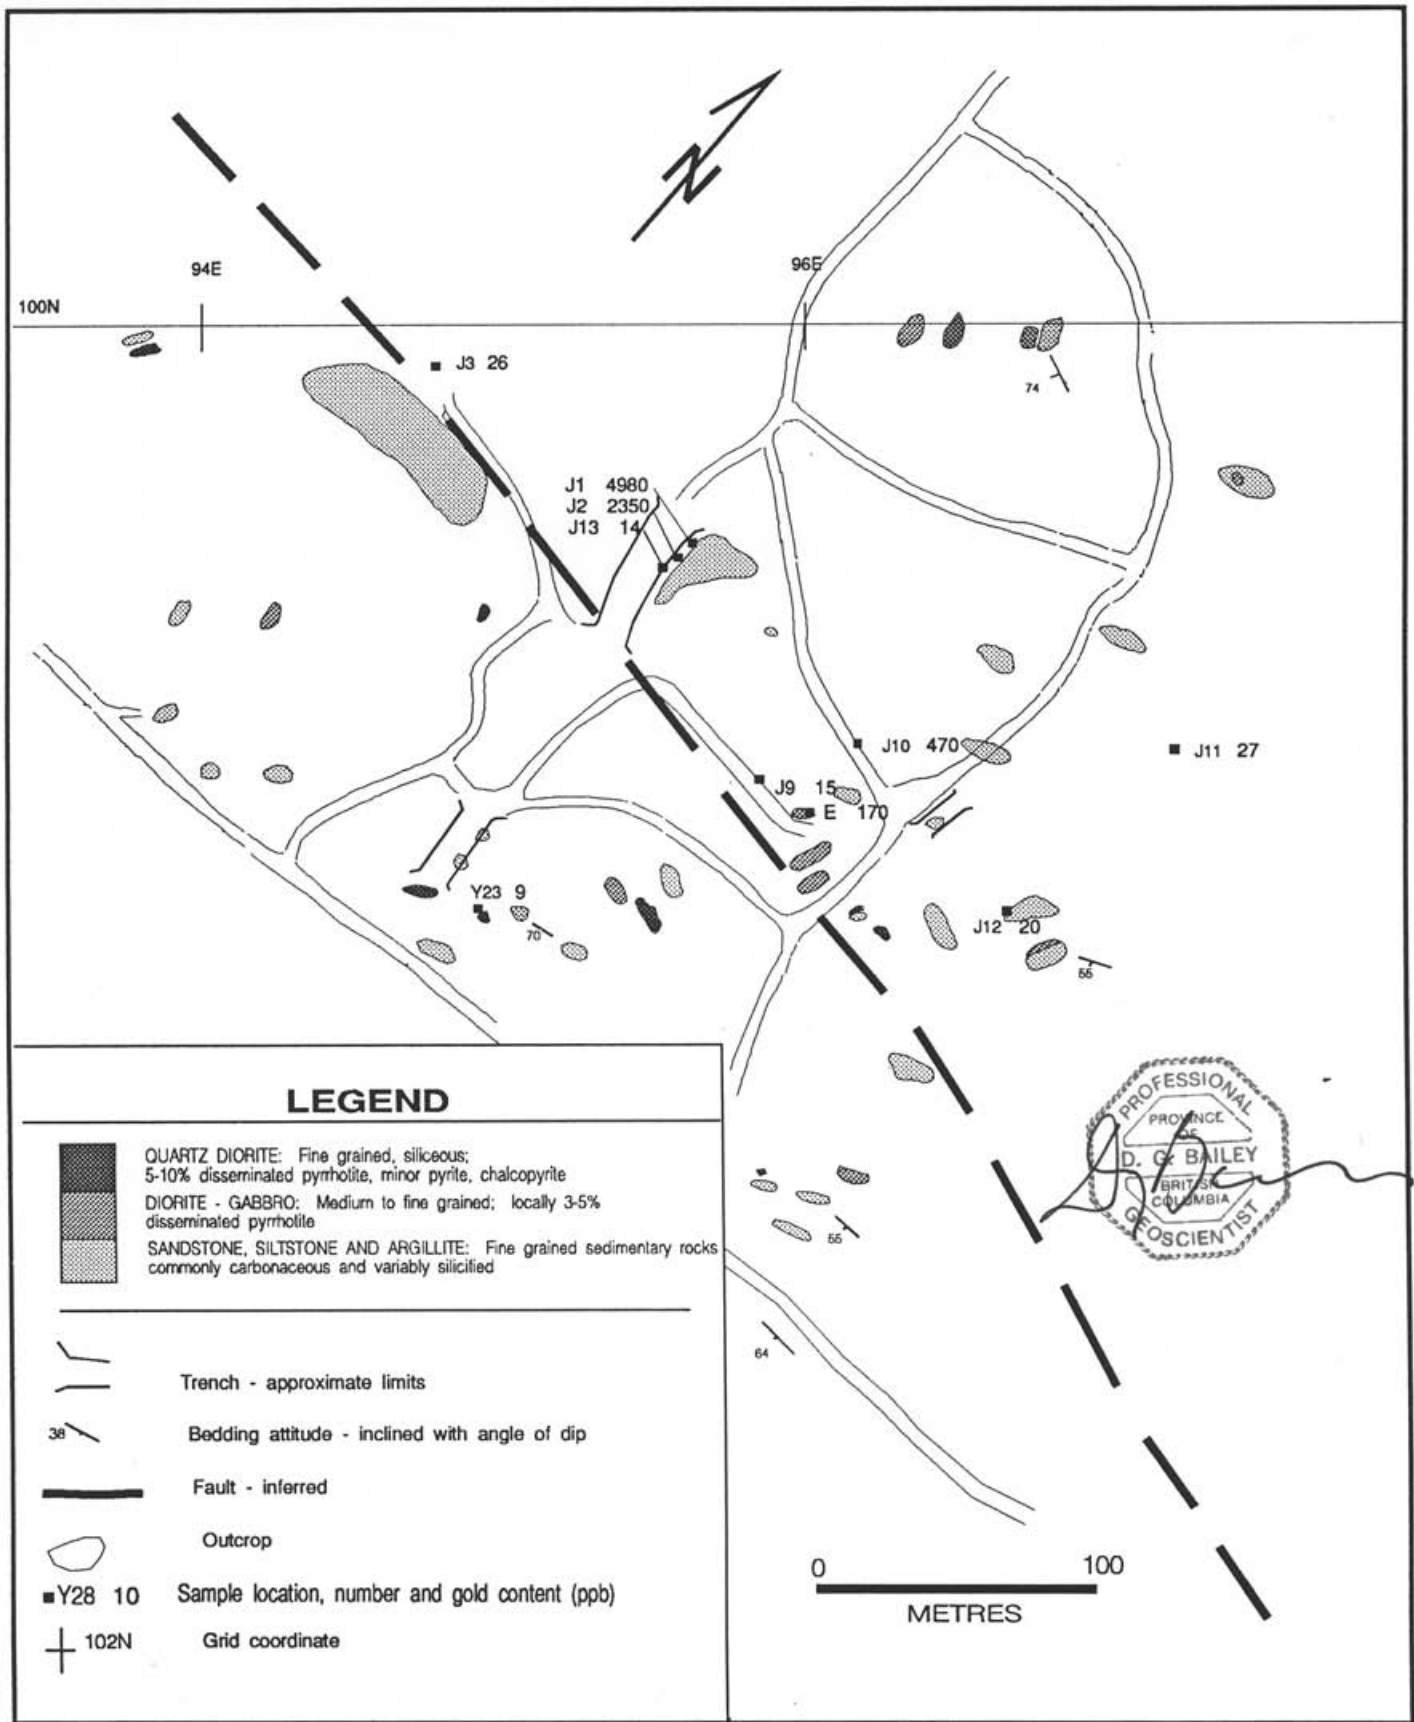 N
94E
96E
100N
J3 26
74
J1 4980
J2 2350
J13 14
J10 470
J11 27
J9 15
E 170
Y23 9
70
J12 20
55
55
64
LEGEND
QUARTZ DIORITE: Fine grained, siliceous;
5-10% disseminated pyrrhotite, minor pyrite, chalcopyrite
DIORITE - GABBRO: Medium to fine grained; locally 3-5%
disseminated pyrrhotite
SANDSTONE, SILTSTONE AND ARGILLITE: Fine grained sedimentary rocks
commonly carbonaceous and variably silicified
Trench - approximate limits
38
Bedding attitude - inclined with angle of dip
Fault - inferred
Outcrop
Y28 10 Sample location, number and gold content (ppb)
102N Grid coordinate
PROFESSIONAL
PROVINCE
OF
D. G. BAILEY
BRITISH
COLUMBIA
GEOSCIENTIST
0 100
METRES